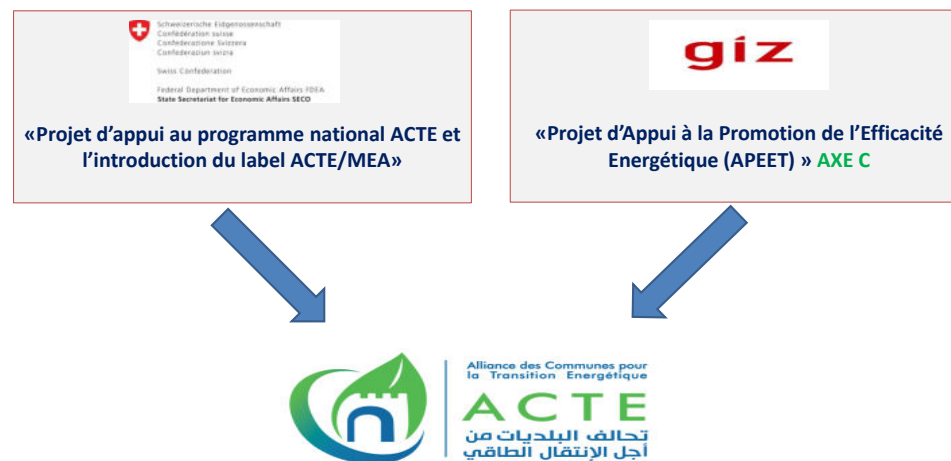 Schweizerische Eidgenossenschaft
Confédération suisse
Confederazione Svizzera
Confederaziun svizra
Swiss Confederation
Federal Department of Economic Affairs FDEA
State Secretariat for Economic Affairs SECO
«Projet d’appui au programme national ACTE et
l’introduction du label ACTE/MEA»
giz
«Projet d’Appui à la Promotion de l’Efficacité
Energétique (APEET) » AXE C
Alliance des Communes pour
la Transition Energétique
ACTE
تحالف البلديات من
أجل الإنتقال الطاقي